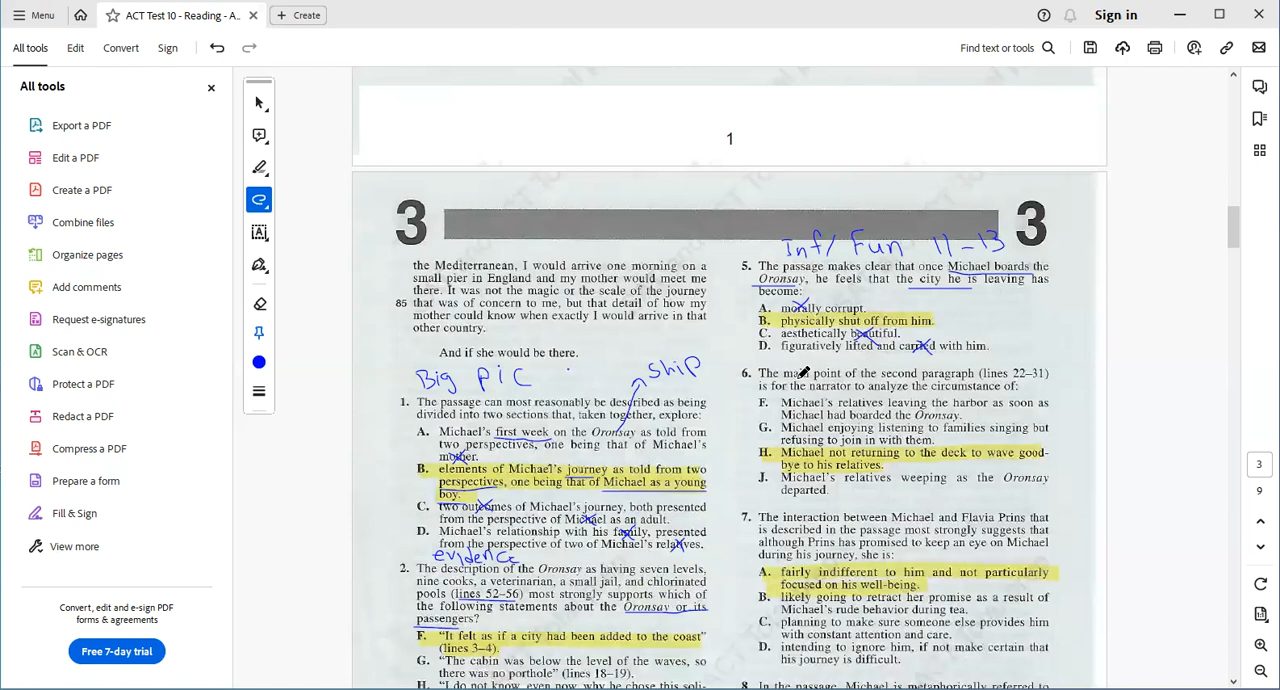 Menu
ACT Test 10 - Reading - A...
Create
Sign in
All tools
Edit
Convert
Sign
Find text or tools
All tools
Export a PDF
Edit a PDF
Create a PDF
Combine files
Organize pages
Add comments
Request e-signatures
Scan & OCR
Protect a PDF
Redact a PDF
Compress a PDF
Prepare a form
Fill & Sign
View more
Convert, edit and e-sign PDF
forms & agreements
Free 7-day trial
1
3
3
the Mediterranean, I would arrive one morning on a
small pier in England and my mother would meet me
there. It was not the magic or the scale of the journey
85 that was of concern to me, but that detail of how my
mother could know when exactly I would arrive in that
other country.
And if she would be there.
Big pic
ship
1. The passage can most reasonably be described as being
divided into two sections that, taken together, explore:
A. Michael's first week on the Oronsay as told from
two perspectives, one being that of Michael's
mother.
B. elements of Michael's journey as told from two
perspectives, one being that of Michael as a young
boy.
C. two outcomes of Michael's journey, both presented
from the perspective of Michael as an adult.
D. Michael's relationship with his family, presented
from the perspective of two of Michael's relatives.
evidence
2. The description of the Oronsay as having seven levels,
nine cooks, a veterinarian, a small jail, and chlorinated
pools (lines 52–56) most strongly supports which of
the following statements about the Oronsay or its
passengers?
F. "It felt as if a city had been added to the coast"
(lines 3–4).
G. "The cabin was below the level of the waves, so
there was no porthole" (lines 18–19).
H. "I do not know, even now, why he chose this soli-
Inf/ Fun 11-13
5. The passage makes clear that once Michael boards the
Oronsay, he feels that the city he is leaving has
become:
A. morally corrupt.
B. physically shut off from him.
C. aesthetically beautiful.
D. figuratively lifted and carried with him.
6. The main point of the second paragraph (lines 22–31)
is for the narrator to analyze the circumstance of:
F. Michael's relatives leaving the harbor as soon as
Michael had boarded the Oronsay.
G. Michael enjoying listening to families singing but
refusing to join in with them.
H. Michael not returning to the deck to wave good-
bye to his relatives.
J. Michael's relatives weeping as the Oronsay
departed.
7. The interaction between Michael and Flavia Prins that
is described in the passage most strongly suggests that
although Prins has promised to keep an eye on Michael
during his journey, she is:
A. fairly indifferent to him and not particularly
focused on his well-being.
B. likely going to retract her promise as a result of
Michael's rude behavior during tea.
C. planning to make sure someone else provides him
with constant attention and care.
D. intending to ignore him, if not make certain that
his journey is difficult.
8. In the passage, Michael is metaphorically referred to
3
9